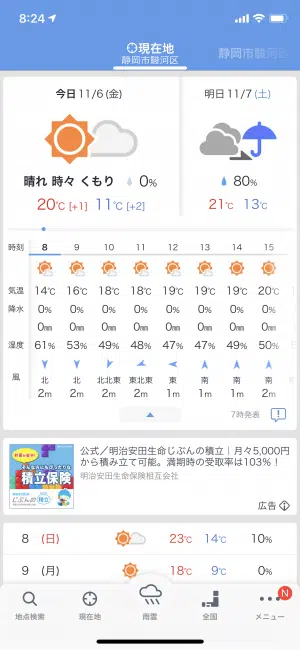 8:24
現在地
静岡市駿河区
静岡市駿河区
今日 11/6 (金)
明日 11/7 (土)
晴れ 時々 くもり 0%
80%
20℃ [+1] 11℃ [+2]
21℃ 13℃
時刻 8 9 10 11 12 13 14 15
気温 14℃ 16℃ 18℃ 18℃ 19℃ 19℃ 19℃ 20℃
降水 0% 0% 0% 0% 0% 0% 0% 0%
0mm 0mm 0mm 0mm 0mm 0mm 0mm 0mm
湿度 61% 53% 49% 48% 47% 47% 49% 50%
風 北 北 北北東 北東北 東 南 南 南
2m 2m 2m 2m 1m 1m 1m 2m
7時発表
積立保険
じぶんの積立
公式/明治安田生命じぶんの積立｜月々5,000円
から積み立て可能。満期時の受取率は103%！
明治安田生命保険相互会社
広告
8 (日) 23℃ 14℃ 10%
9 (月) 18℃ 9℃ 0%
N
地点検索 現在地 雨雲 全国 メニュー